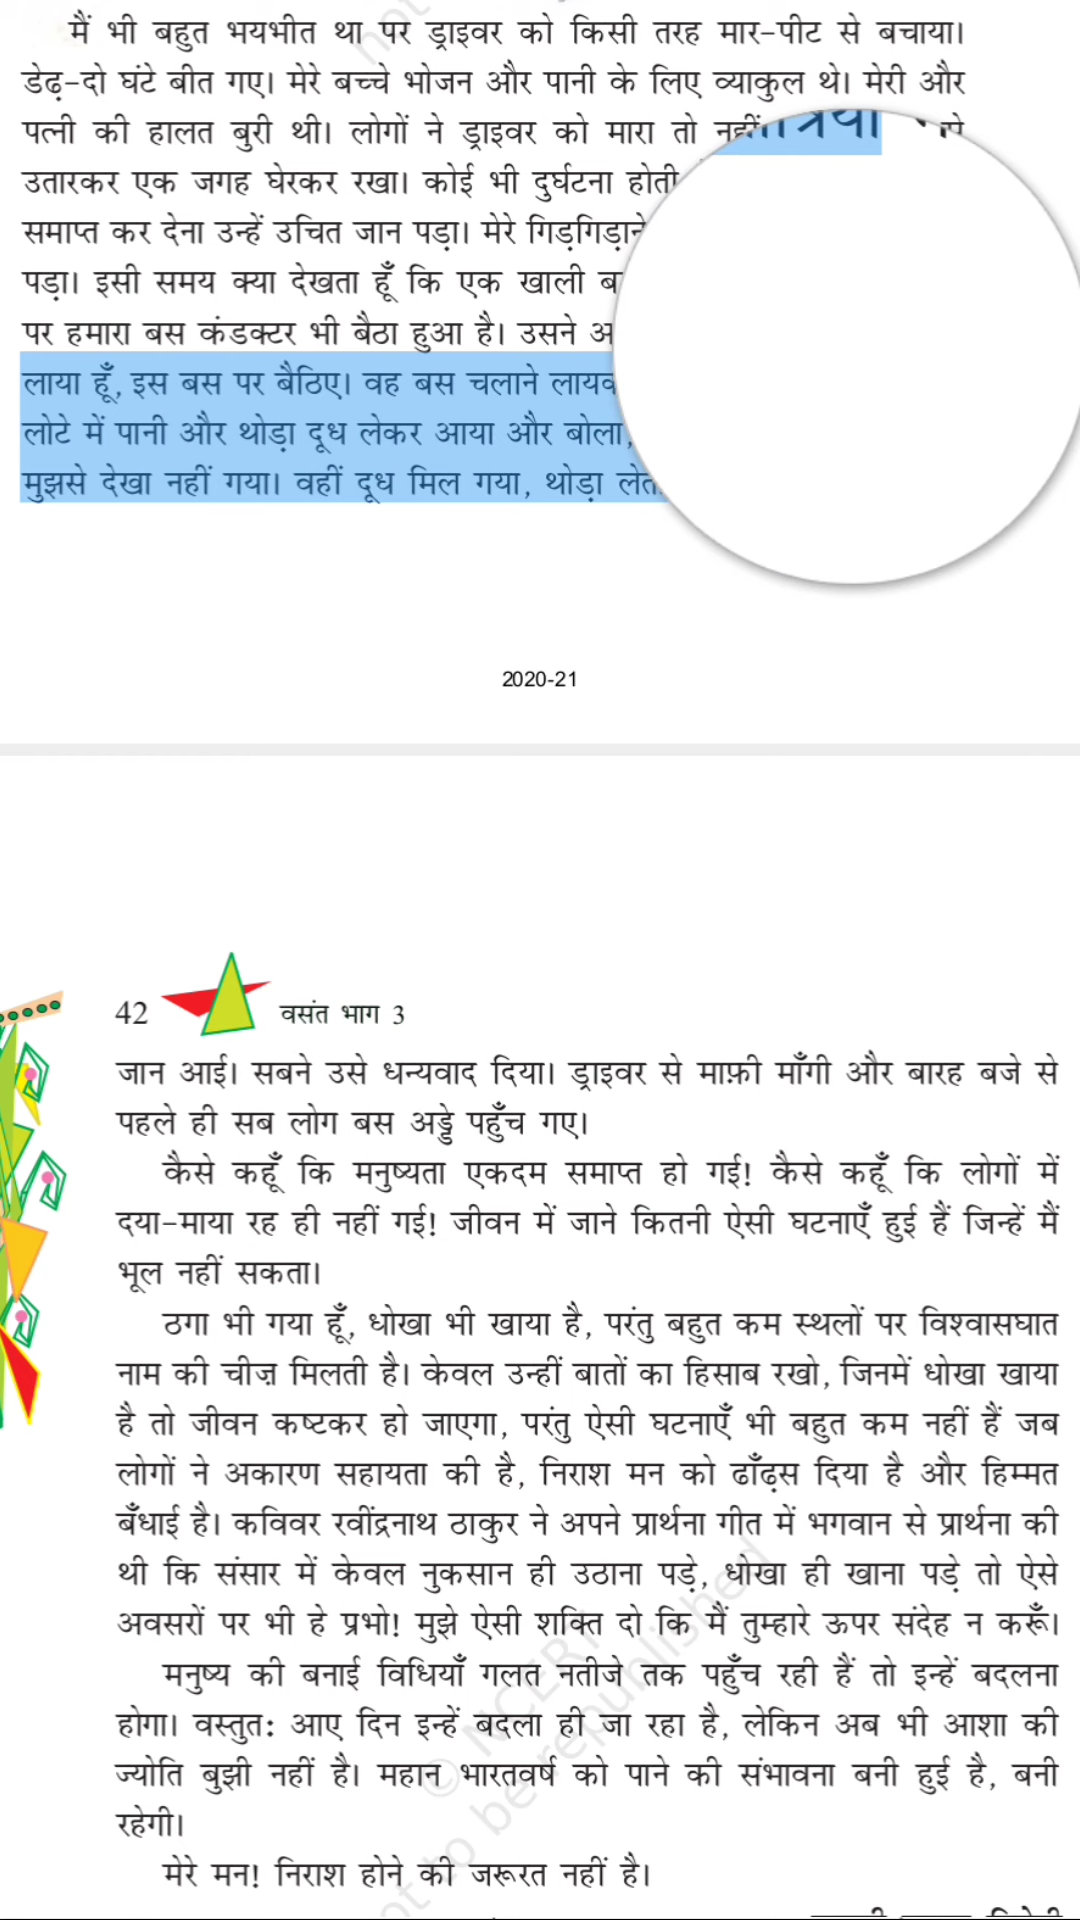 मैं भी बहुत भयभीत था पर ड्राइवर को किसी तरह मार-पीट से बचाया।
डेढ़-दो घंटे बीत गए। मेरे बच्चे भोजन और पानी के लिए व्याकुल थे। मेरी और
पत्नी की हालत बुरी थी। लोगों ने ड्राइवर को मारा तो नहीं
उतारकर एक जगह घेरकर रखा। कोई भी दुर्घटना होती
समाप्त कर देना उन्हें उचित जान पड़ा। मेरे गिड़गिड़ाने
पड़ा। इसी समय क्या देखता हूँ कि एक खाली
पर हमारा बस कंडक्टर भी बैठा हुआ है। उसने
लाया हूँ, इस बस पर बैठिए। वह बस चलाने
लोटे में पानी और थोड़ा दूध लेकर आया और बोला,
मुझसे देखा नहीं गया। वहीं दूध मिल गया, थोड़ा
2020-21
42 वसंत भाग 3
जान आई। सबने उसे धन्यवाद दिया। ड्राइवर से माफ़ी माँगी और बारह बजे से
पहले ही सब लोग बस अड्डे पहुँच गए।
कैसे कहूँ कि मनुष्यता एकदम समाप्त हो गई! कैसे कहूँ कि लोगों में
दया-माया रह ही नहीं गई! जीवन में जाने कितनी ऐसी घटनाएँ हुई हैं जिन्हें मैं
भूल नहीं सकता।
ठगा भी गया हूँ, धोखा भी खाया है, परंतु बहुत कम स्थलों पर विश्वासघात
नाम की चीज़ मिलती है। केवल उन्हीं बातों का हिसाब रखो, जिनमें धोखा खाया
है तो जीवन कष्टकर हो जाएगा, परंतु ऐसी घटनाएँ भी बहुत कम नहीं हैं जब
लोगों ने अकारण सहायता की है, निराश मन को ढाँढ़स दिया है और हिम्मत
बँधाई है। कविवर रवींद्रनाथ ठाकुर ने अपने प्रार्थना गीत में भगवान से प्रार्थना की
थी कि संसार में केवल नुकसान ही उठाना पड़े, धोखा ही खाना पड़े तो ऐसे
अवसरों पर भी हे प्रभो! मुझे ऐसी शक्ति दो कि मैं तुम्हारे ऊपर संदेह न करूँ।
मनुष्य की बनाई विधियाँ गलत नतीजे तक पहुँच रही हैं तो इन्हें बदलना
होगा। वस्तुतः आए दिन इन्हें बदला ही जा रहा है, लेकिन अब भी आशा की
ज्योति बुझी नहीं है। महान भारतवर्ष को पाने की संभावना बनी हुई है, बनी
रहेगी।
मेरे मन! निराश होने की जरूरत नहीं है।
© NCERT
not to be republished